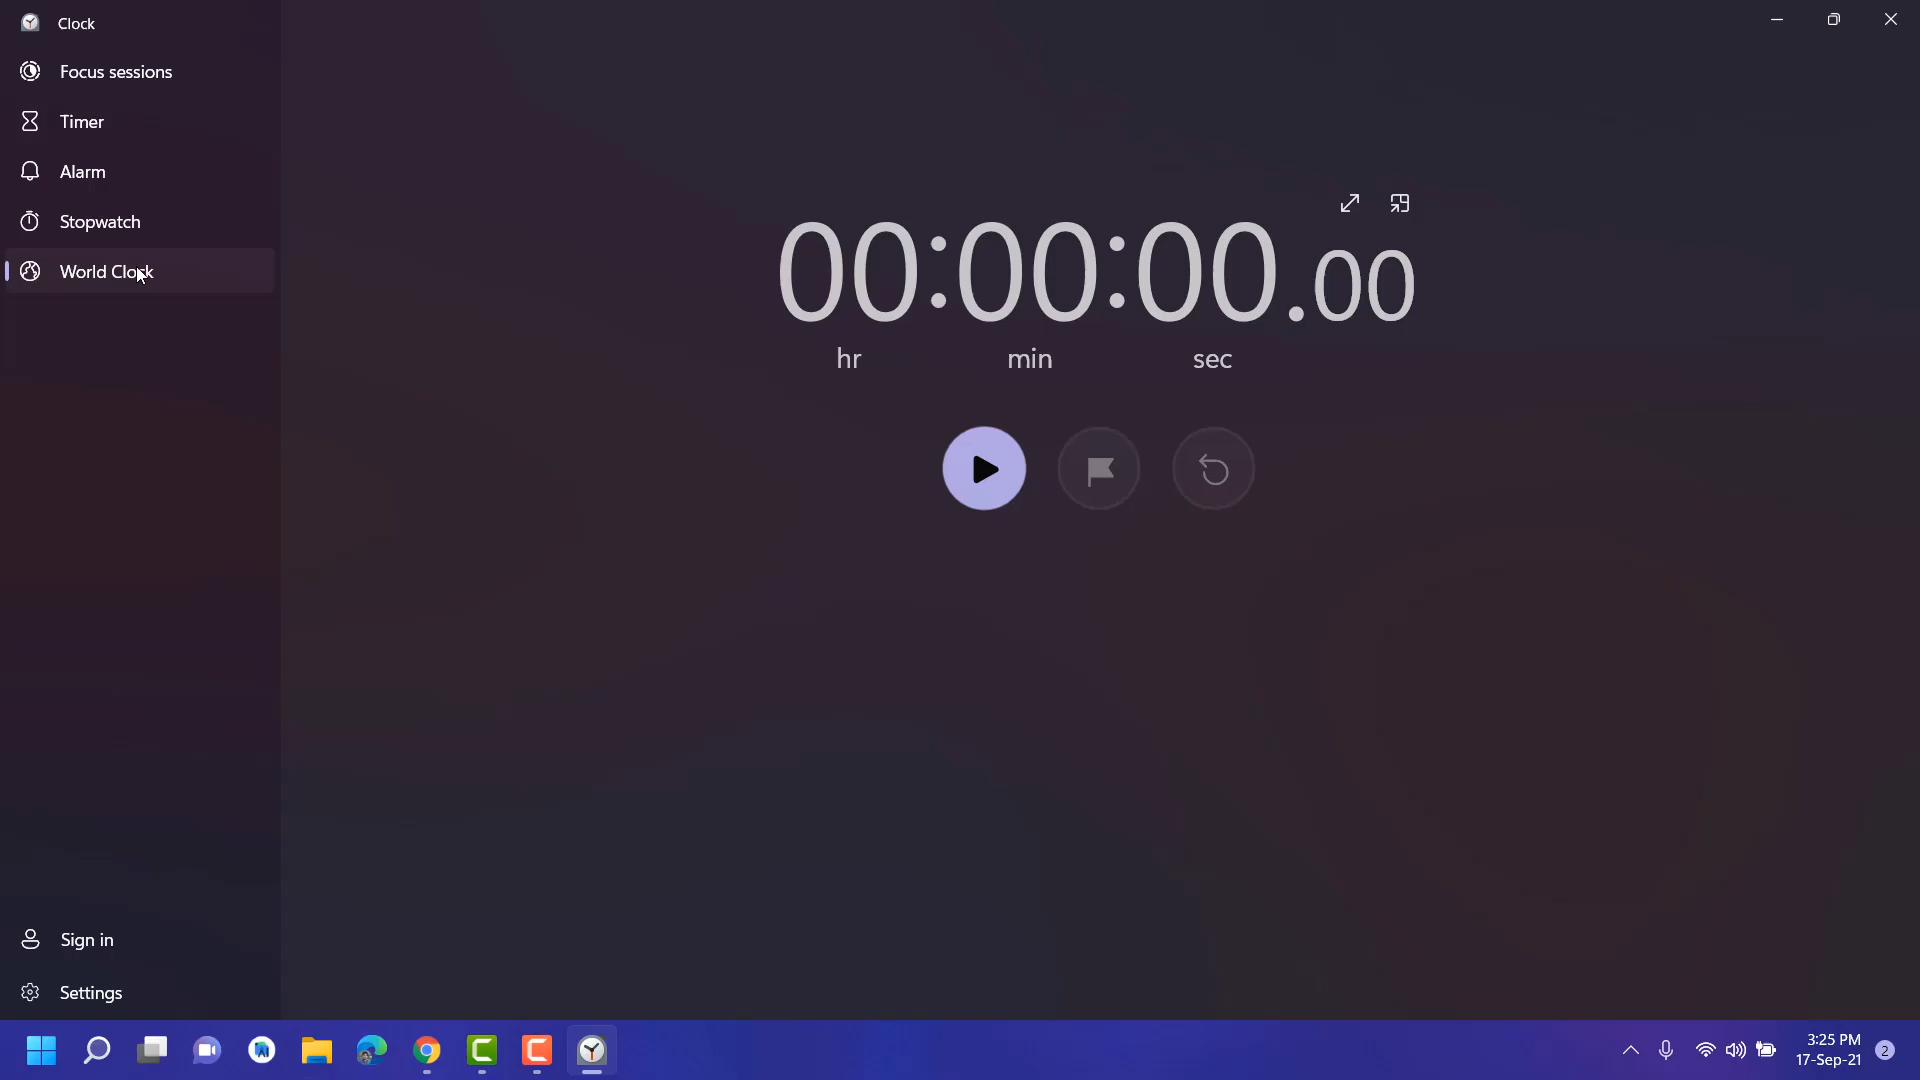 Clock
Focus sessions
Timer
Alarm
Stopwatch
World Clock
00:00:00.00
hr min sec
Sign in
Settings
3:25 PM
17-Sep-21
2